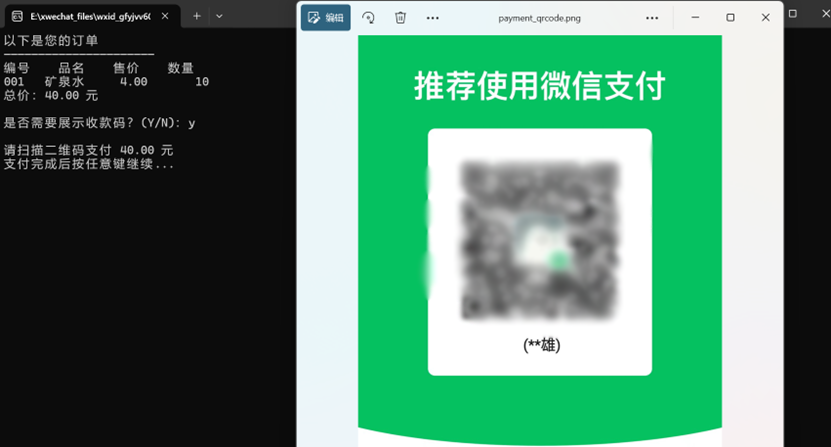 E:\xwechat_files\wxid_gfyjvv6(
以下是您的订单
----------------------
编号 品名 售价 数量
001 矿泉水 4.00 10
总价: 40.00 元
是否需要展示收款码? (Y/N): y
请扫描二维码支付 40.00 元
支付完成后按任意键继续...
编辑
payment_qrcode.png
推荐使用微信支付
(**雄)